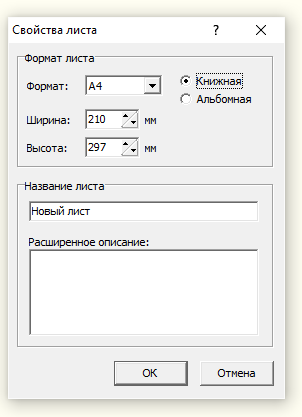 Свойства листа
Формат листа
Формат: A4 Книжная
Альбомная
Ширина: 210 мм
Высота: 297 мм
Название листа
Новый лист
Расширенное описание:
OK Отмена